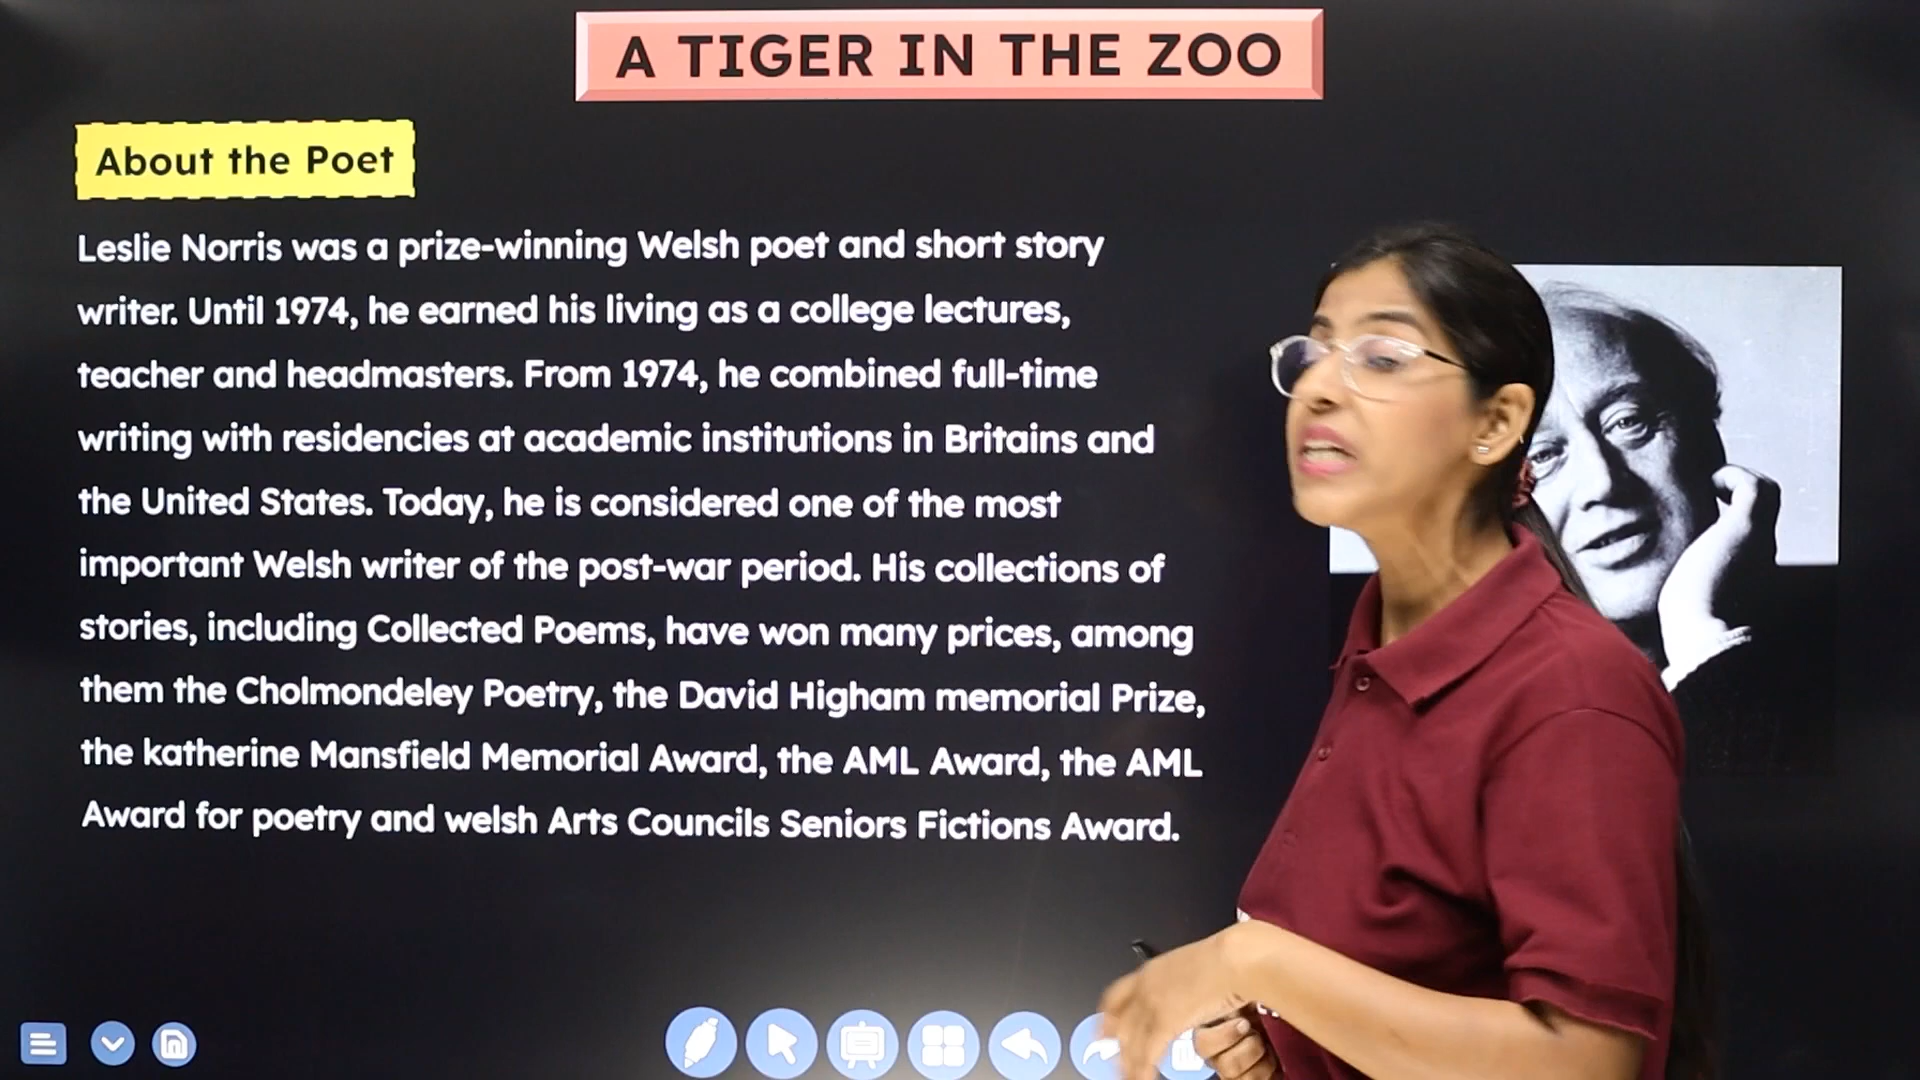 A TIGER IN THE ZOO
About the Poet
Leslie Norris was a prize-winning Welsh poet and short story
writer. Until 1974, he earned his living as a college lectures,
teacher and headmasters. From 1974, he combined full-time
writing with residencies at academic institutions in Britains and
the United States. Today, he is considered one of the most
important Welsh writer of the post-war period. His collections of
stories, including Collected Poems, have won many prices, among
them the Cholmondeley Poetry, the David Higham memorial Prize,
the katherine Mansfield Memorial Award, the AML Award, the AML
Award for poetry and welsh Arts Councils Seniors Fictions Award.